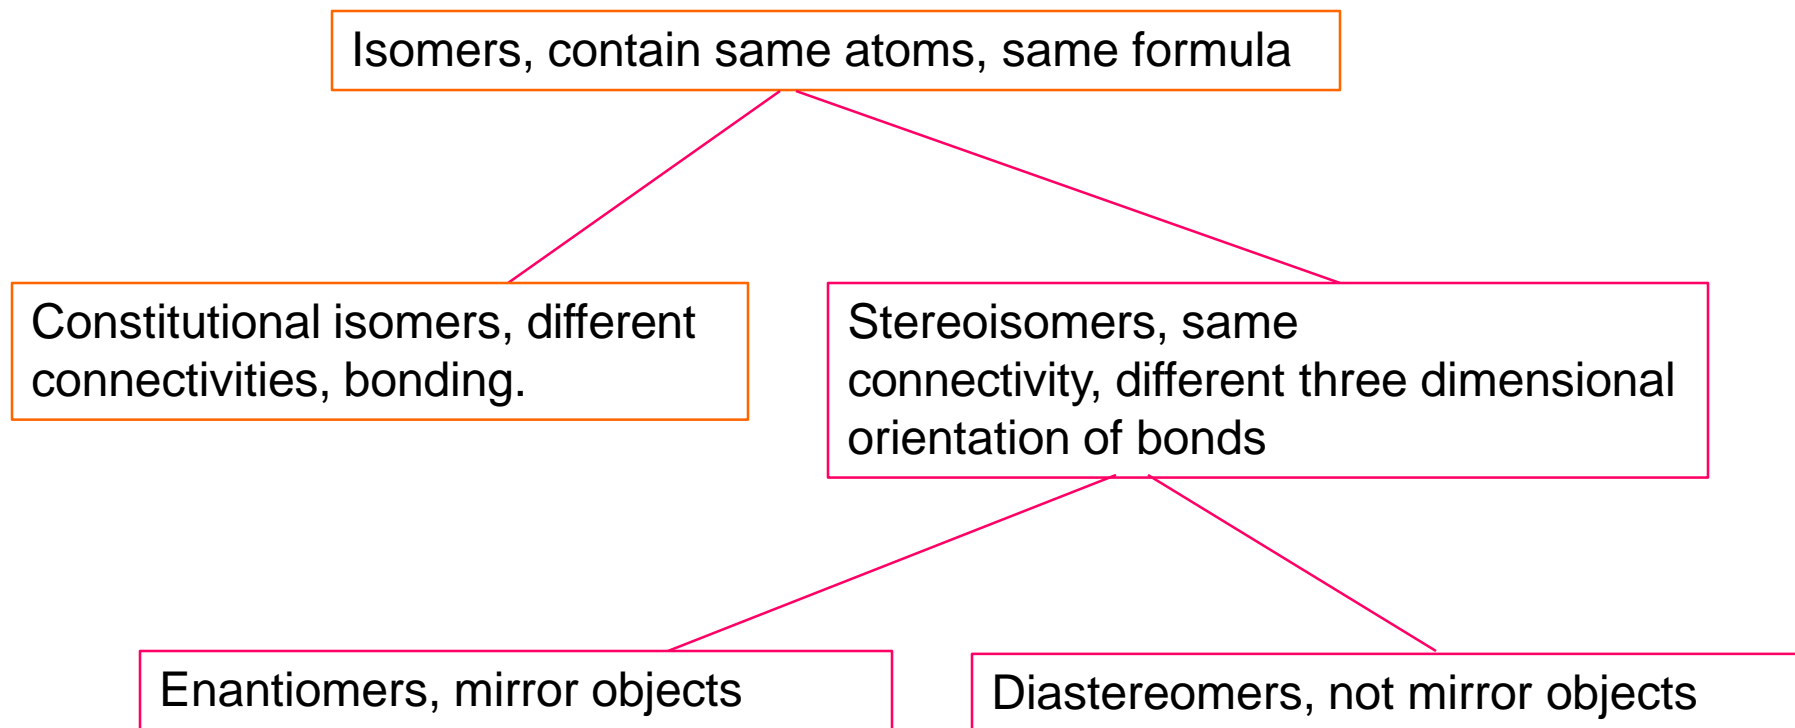 Isomers, contain same atoms, same formula
Constitutional isomers, different
connectivities, bonding.
Stereoisomers, same
connectivity, different three dimensional
orientation of bonds
Enantiomers, mirror objects
Diastereomers, not mirror objects